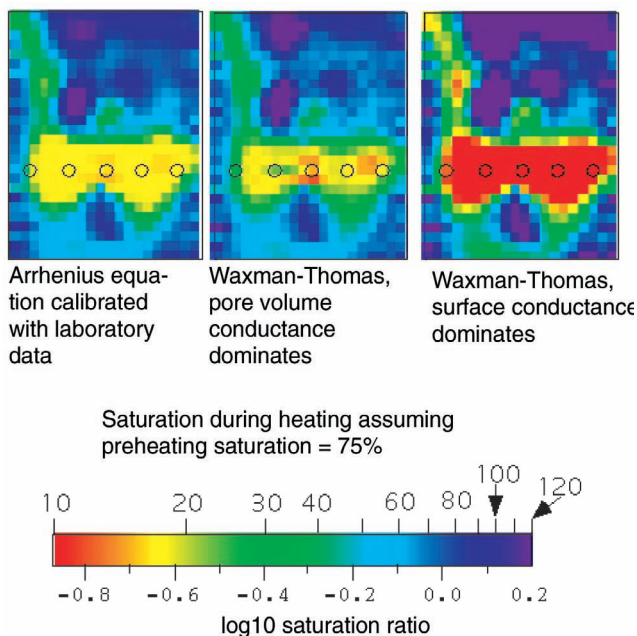 Arrhenius equa-
tion calibrated
with laboratory
data
Waxman-Thomas,
pore volume
conductance
dominates
Waxman-Thomas,
surface conductance
dominates
Saturation during heating assuming
preheating saturation = 75%
10 20 30 40 60 80 100 120
-0.8 -0.6 -0.4 -0.2 0.0 0.2
log10 saturation ratio